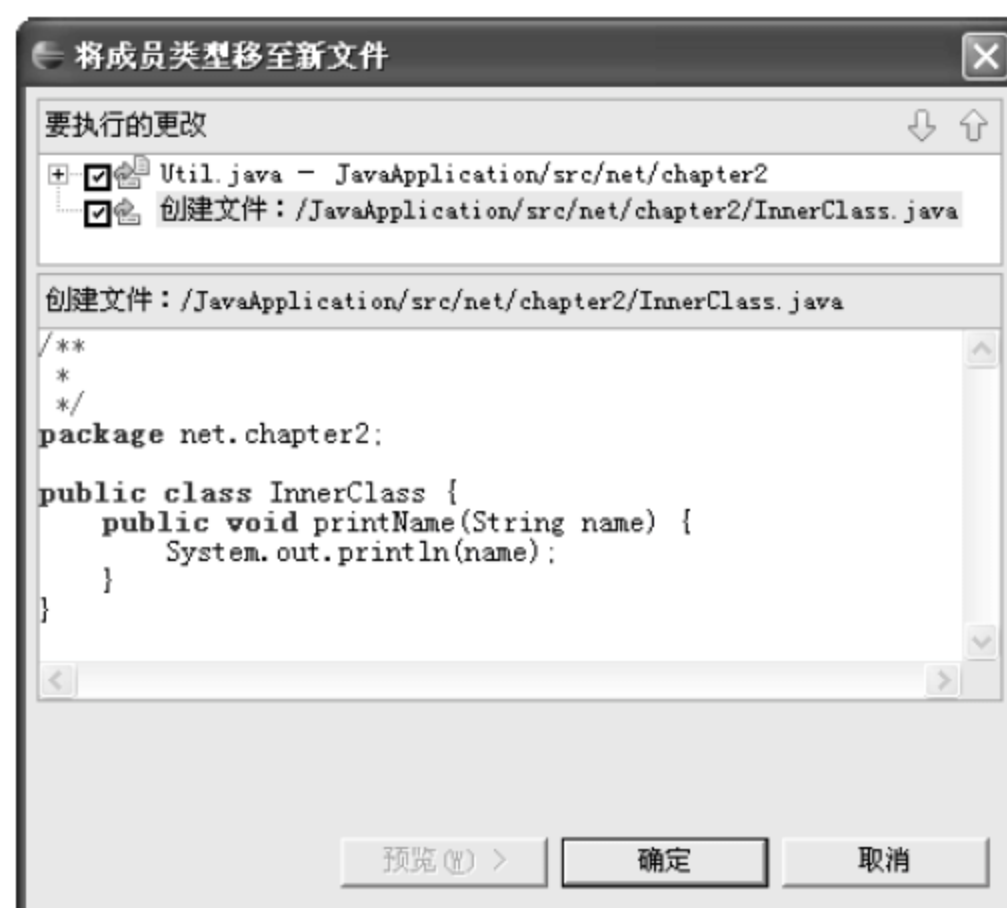 将成员类型移至新文件
要执行的更改
Util.java - JavaApplication/src/net/chapter2
创建文件：/JavaApplication/src/net/chapter2/InnerClass.java
创建文件：/JavaApplication/src/net/chapter2/InnerClass.java
/**
 *
 */
package net.chapter2;
public class InnerClass {
    public void printName(String name) {
        System.out.println(name);
    }
}
预览(W) >
确定
取消